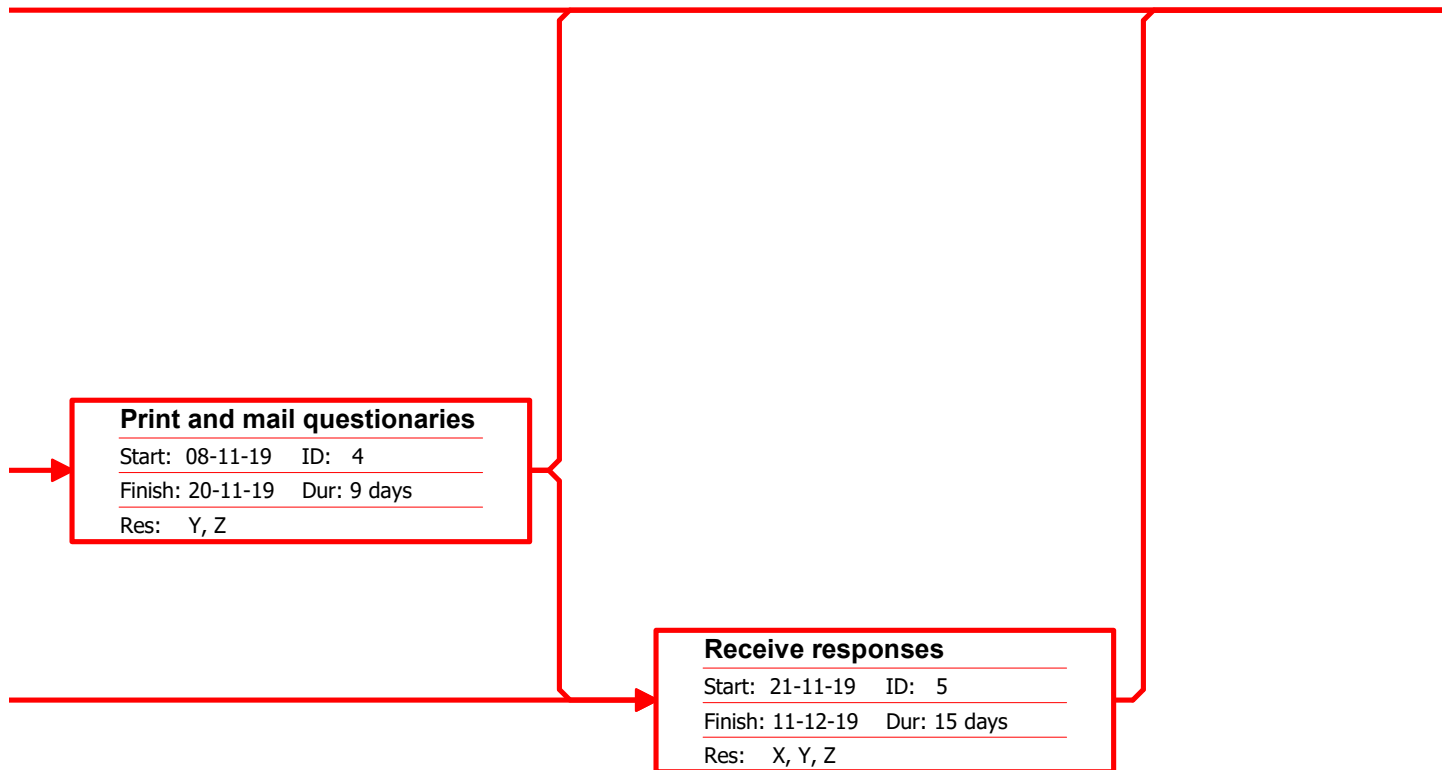 Print and mail questionaries
Start: 08-11-19 ID: 4
Finish: 20-11-19 Dur: 9 days
Res: Y, Z
Receive responses
Start: 21-11-19 ID: 5
Finish: 11-12-19 Dur: 15 days
Res: X, Y, Z